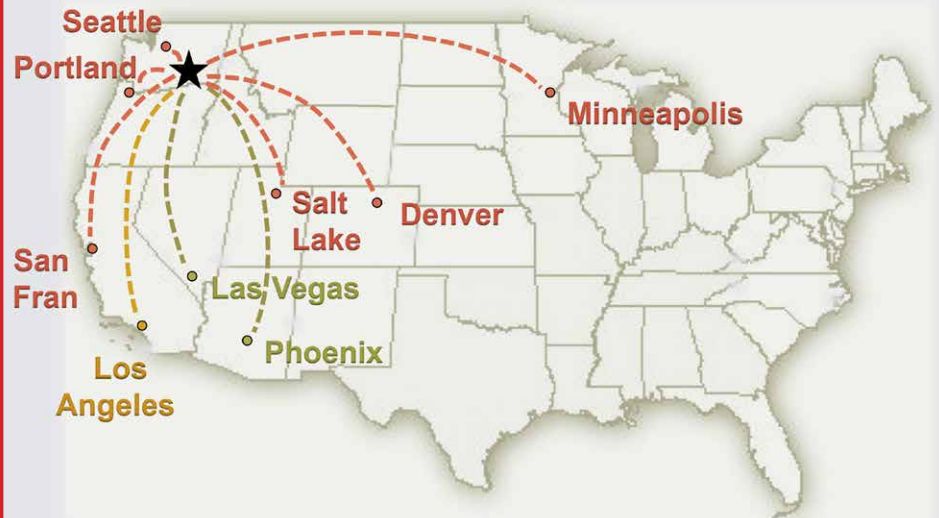 Seattle
Portland
Minneapolis
Salt
Lake
Denver
San
Fran
Las Vegas
Phoenix
Los
Angeles